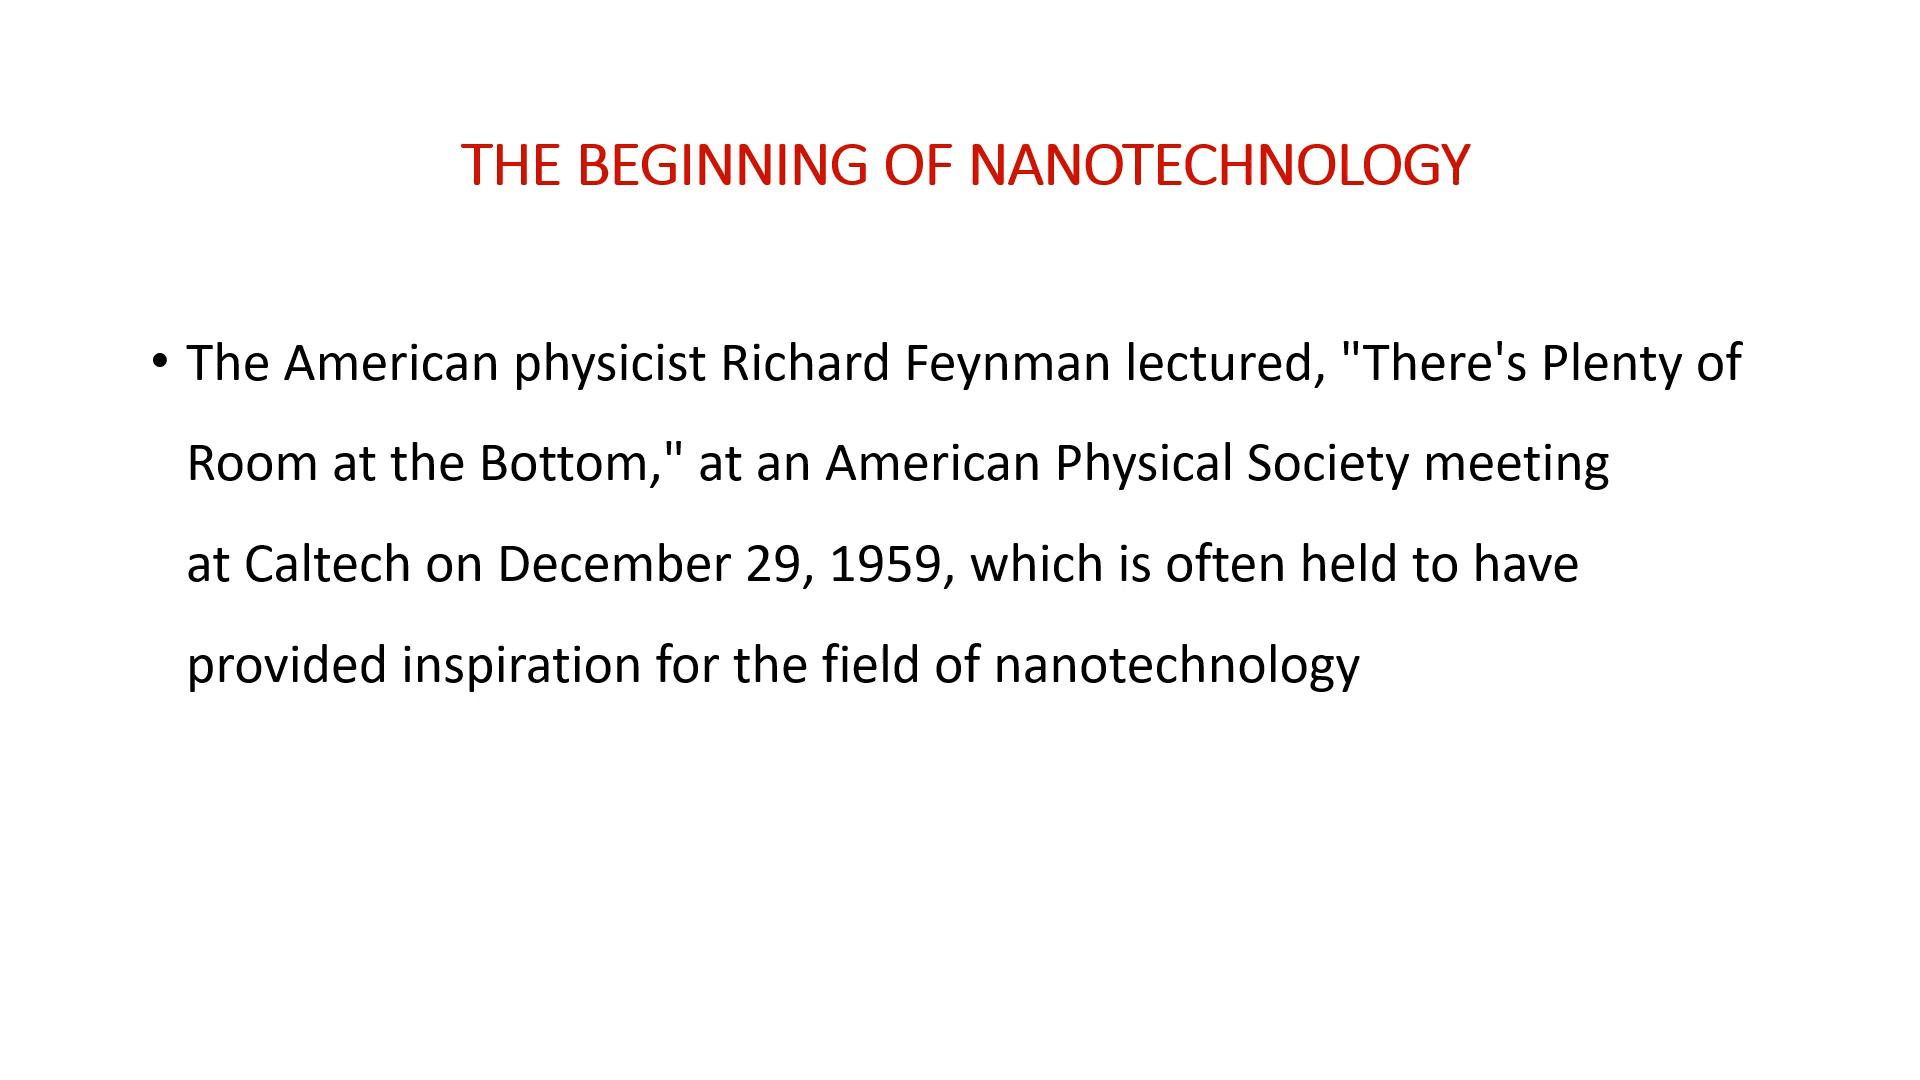 THE BEGINNING OF NANOTECHNOLOGY
• The American physicist Richard Feynman lectured, "There's Plenty of
Room at the Bottom," at an American Physical Society meeting
at Caltech on December 29, 1959, which is often held to have
provided inspiration for the field of nanotechnology